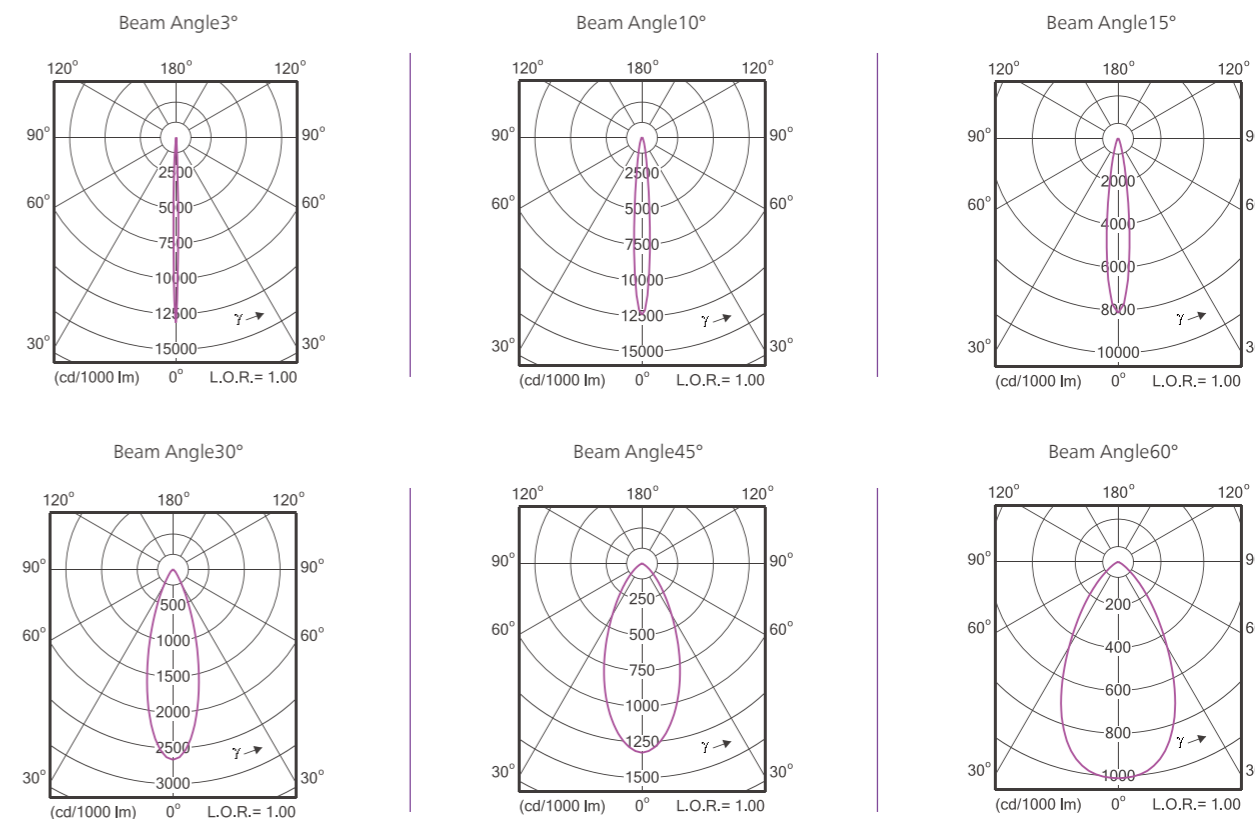 Beam Angle3°
120° 180° 120°
90° 90°
2500
60° 5000 60°
7500
10000
12500 γ
30° 15000 30°
(cd/1000 lm) 0° L.O.R.= 1.00
Beam Angle10°
120° 180° 120°
90° 90°
2500
60° 5000 60°
7500
10000
12500 γ
30° 15000 30°
(cd/1000 lm) 0° L.O.R.= 1.00
Beam Angle15°
120° 180° 120°
90° 9
2000
60° 4000 6
6000
8000 γ
30° 10000 3
(cd/1000 lm) 0° L.O.R.= 1.00
Beam Angle30°
120° 180° 120°
90° 90°
500
60° 1000 60°
1500
2000
2500 γ
30° 3000 30°
(cd/1000 lm) 0° L.O.R.= 1.00
Beam Angle45°
120° 180° 120°
90° 90°
250
60° 500 60°
750
1000
1250 γ
30° 1500 30°
(cd/1000 lm) 0° L.O.R.= 1.00
Beam Angle60°
120° 180° 120°
90° 9
200
60° 400 6
600
800 γ
30° 1000 3
(cd/1000 lm) 0° L.O.R.= 1.00